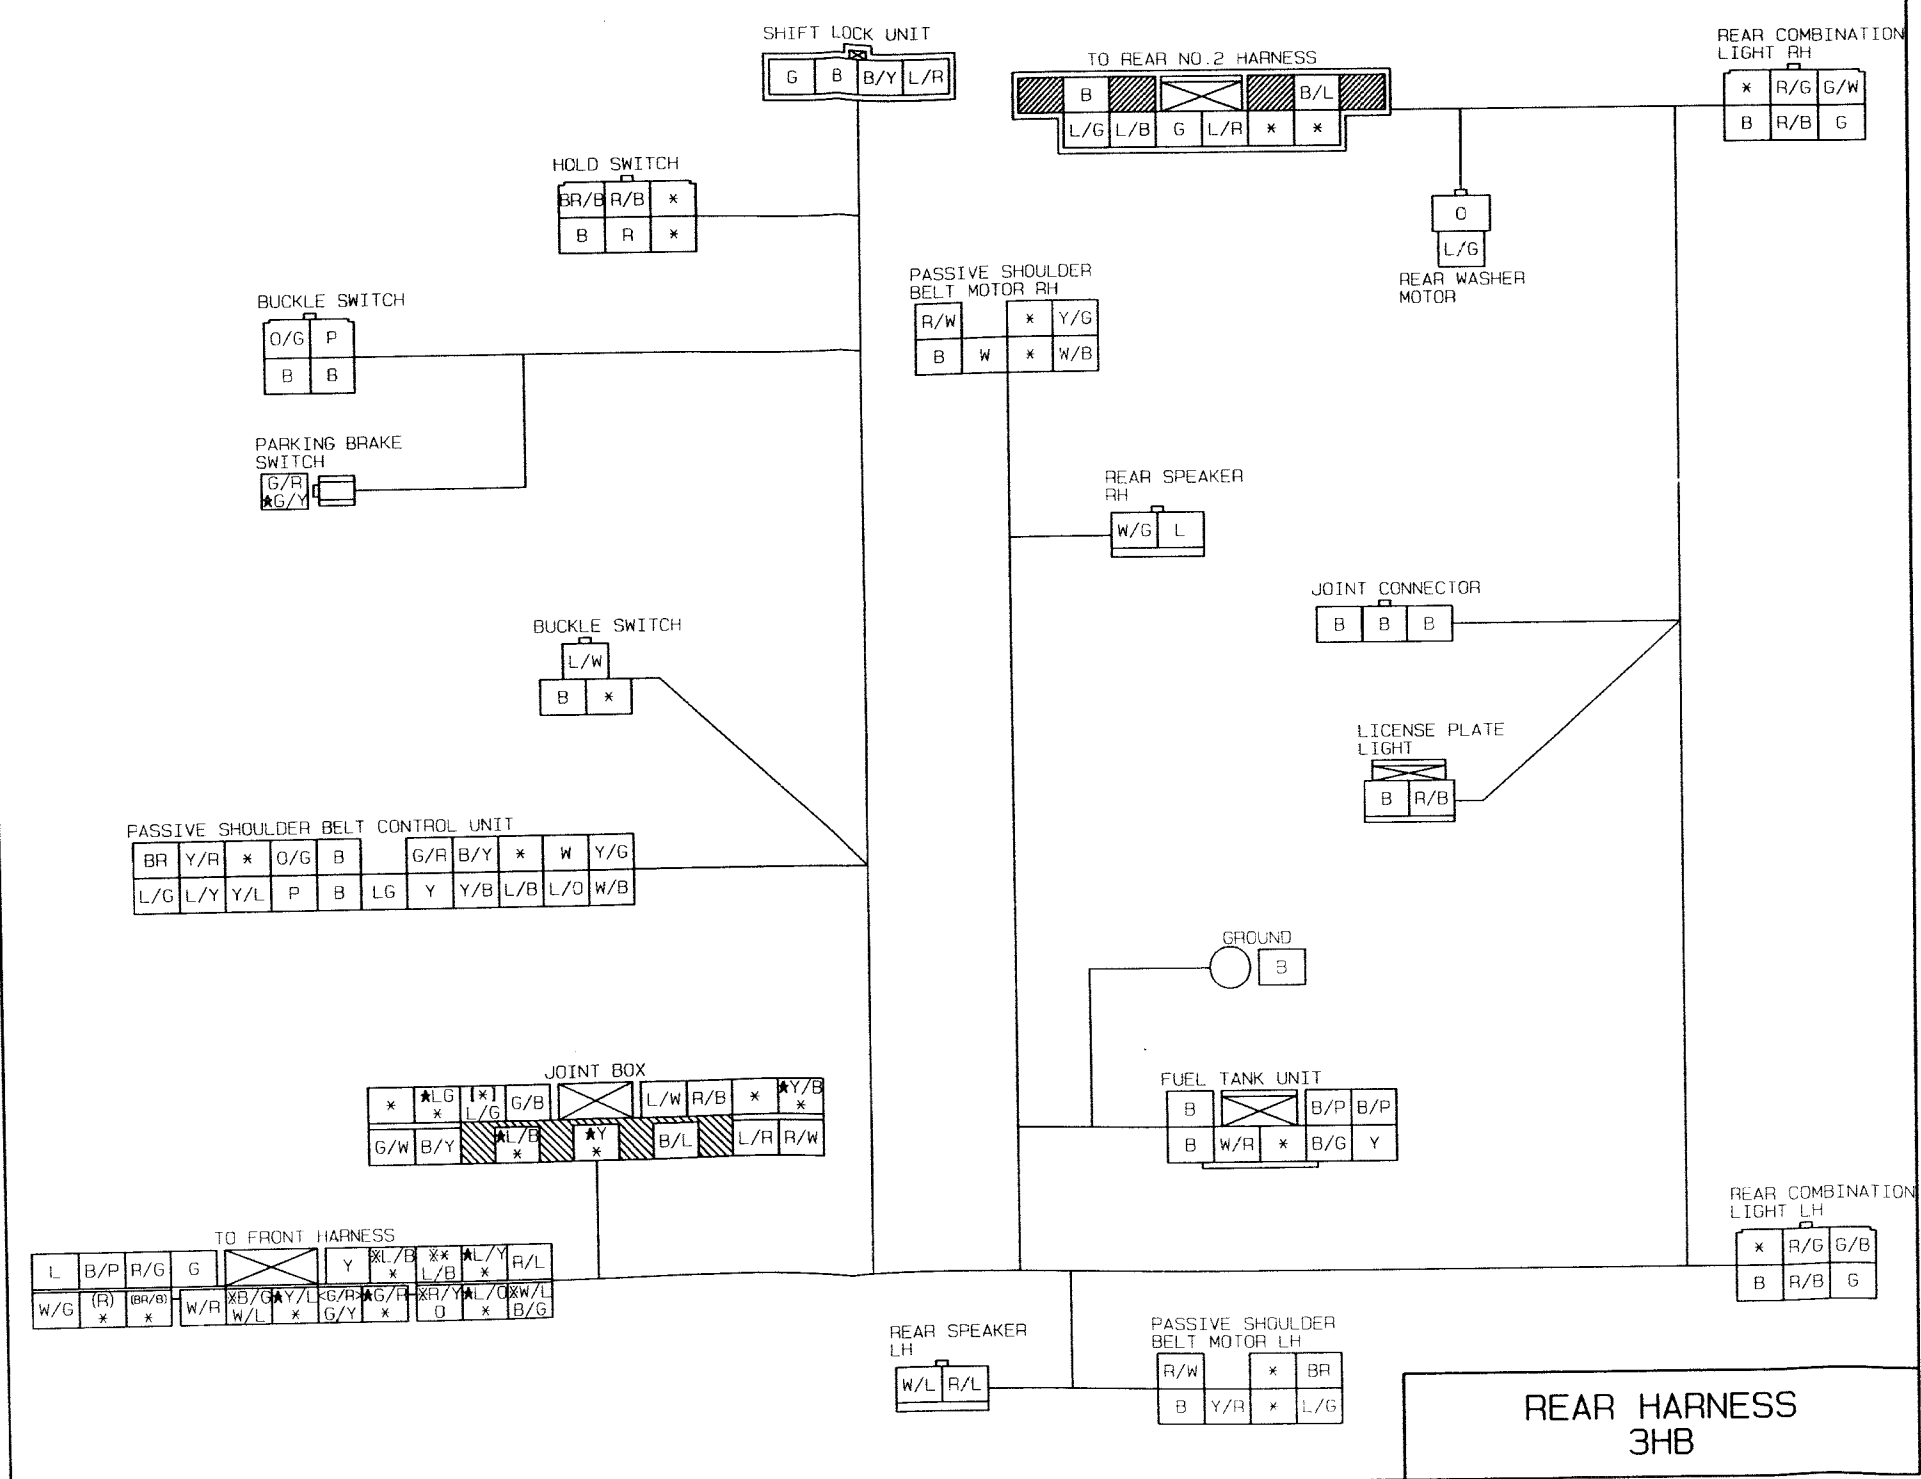 SHIFT LOCK UNIT
G B B/Y L/R
TO REAR NO.2 HARNESS
B B/L
L/G L/B G L/R * *
REAR COMBINATION
LIGHT RH
* R/G G/W
B R/B G
HOLD SWITCH
BR/B R/B *
B R *
O
L/G
REAR WASHER
MOTOR
BUCKLE SWITCH
O/G P
B B
PASSIVE SHOULDER
BELT MOTOR RH
R/W * Y/G
B W * W/B
PARKING BRAKE
SWITCH
G/R
★G/Y
REAR SPEAKER
RH
W/G L
JOINT CONNECTOR
B B B
BUCKLE SWITCH
L/W
B *
LICENSE PLATE
LIGHT
B R/B
PASSIVE SHOULDER BELT CONTROL UNIT
BR Y/R * O/G B G/R B/Y * W Y/G
L/G L/Y Y/L P B LG Y Y/B L/B L/O W/B
GROUND
B
JOINT BOX
* ★LG [*] G/B L/W R/B * ★Y/B
* L/G *
G/W B/Y ★L/B ★Y B/L L/R R/W
* *
FUEL TANK UNIT
B B/P B/P
B W/R * B/G Y
TO FRONT HARNESS
L B/P R/G G Y ※L/B ※* ★L/Y R/L
* L/B *
W/G (R) (BR/B) W/R ※B/G ★Y/L <G/R> ★G/R ※R/Y ★L/O ※W/L
* * W/L * G/Y * O * B/G
REAR COMBINATION
LIGHT LH
* R/G G/B
B R/B G
REAR SPEAKER
LH
W/L R/L
PASSIVE SHOULDER
BELT MOTOR LH
R/W * BR
B Y/R * L/G
REAR HARNESS
3HB